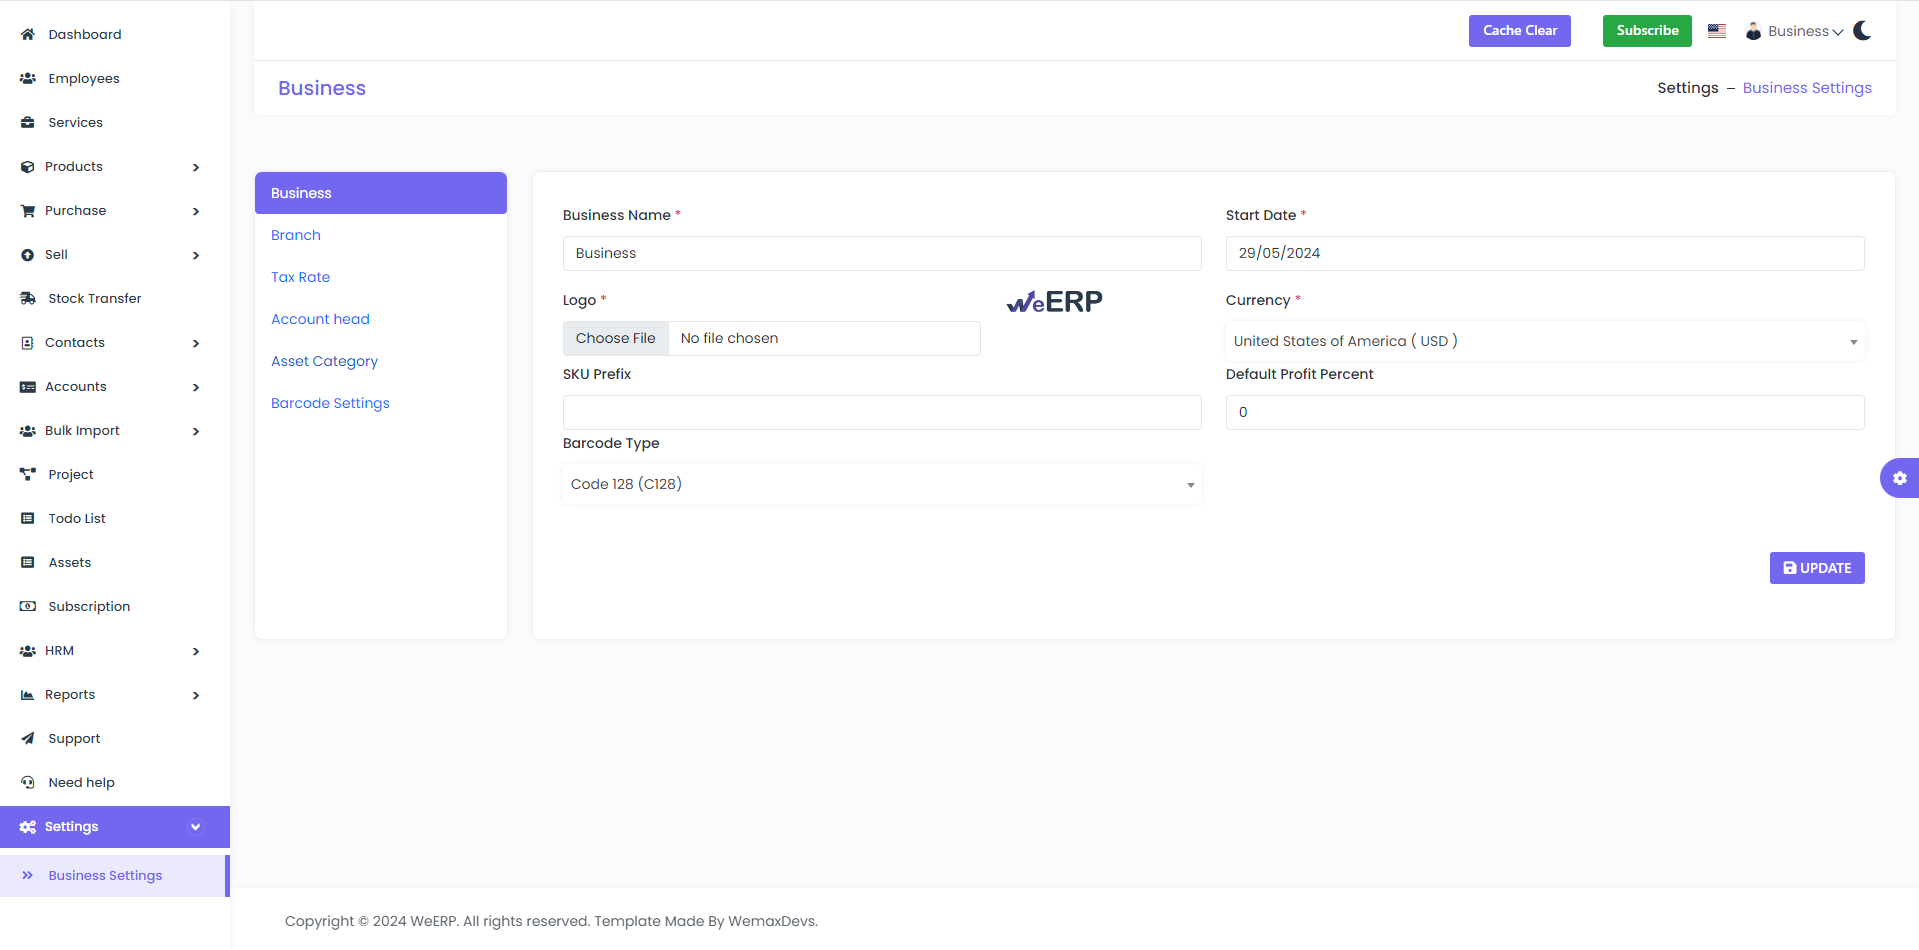 Dashboard
Employees
Services
Products
Purchase
Sell
Stock Transfer
Contacts
Accounts
Bulk Import
Project
Todo List
Assets
Subscription
HRM
Reports
Support
Need help
Settings
Business Settings
Cache Clear
Subscribe
Business
Business
Settings – Business Settings
Business
Branch
Tax Rate
Account head
Asset Category
Barcode Settings
Business Name *
Business
Start Date *
29/05/2024
Logo *
Choose File No file chosen
weERP
Currency *
United States of America ( USD )
SKU Prefix
Default Profit Percent
0
Barcode Type
Code 128 (C128)
UPDATE
Copyright © 2024 WeERP. All rights reserved. Template Made By WemaxDevs.